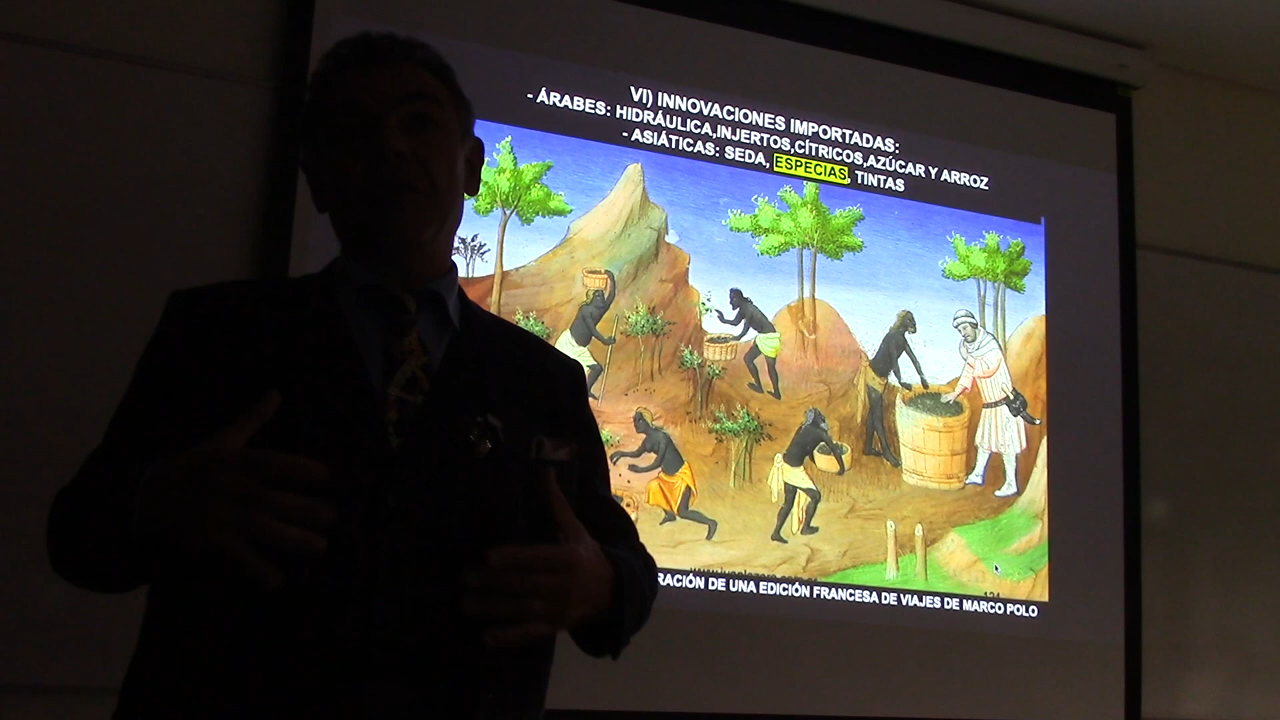 VI) INNOVACIONES IMPORTADAS:
- ÁRABES: HIDRÁULICA,INJERTOS,CÍTRICOS,AZÚCAR Y ARROZ
- ASIÁTICAS: SEDA, ESPECIAS, TINTAS
RACIÓN DE UNA EDICIÓN FRANCESA DE VIAJES DE MARCO POLO